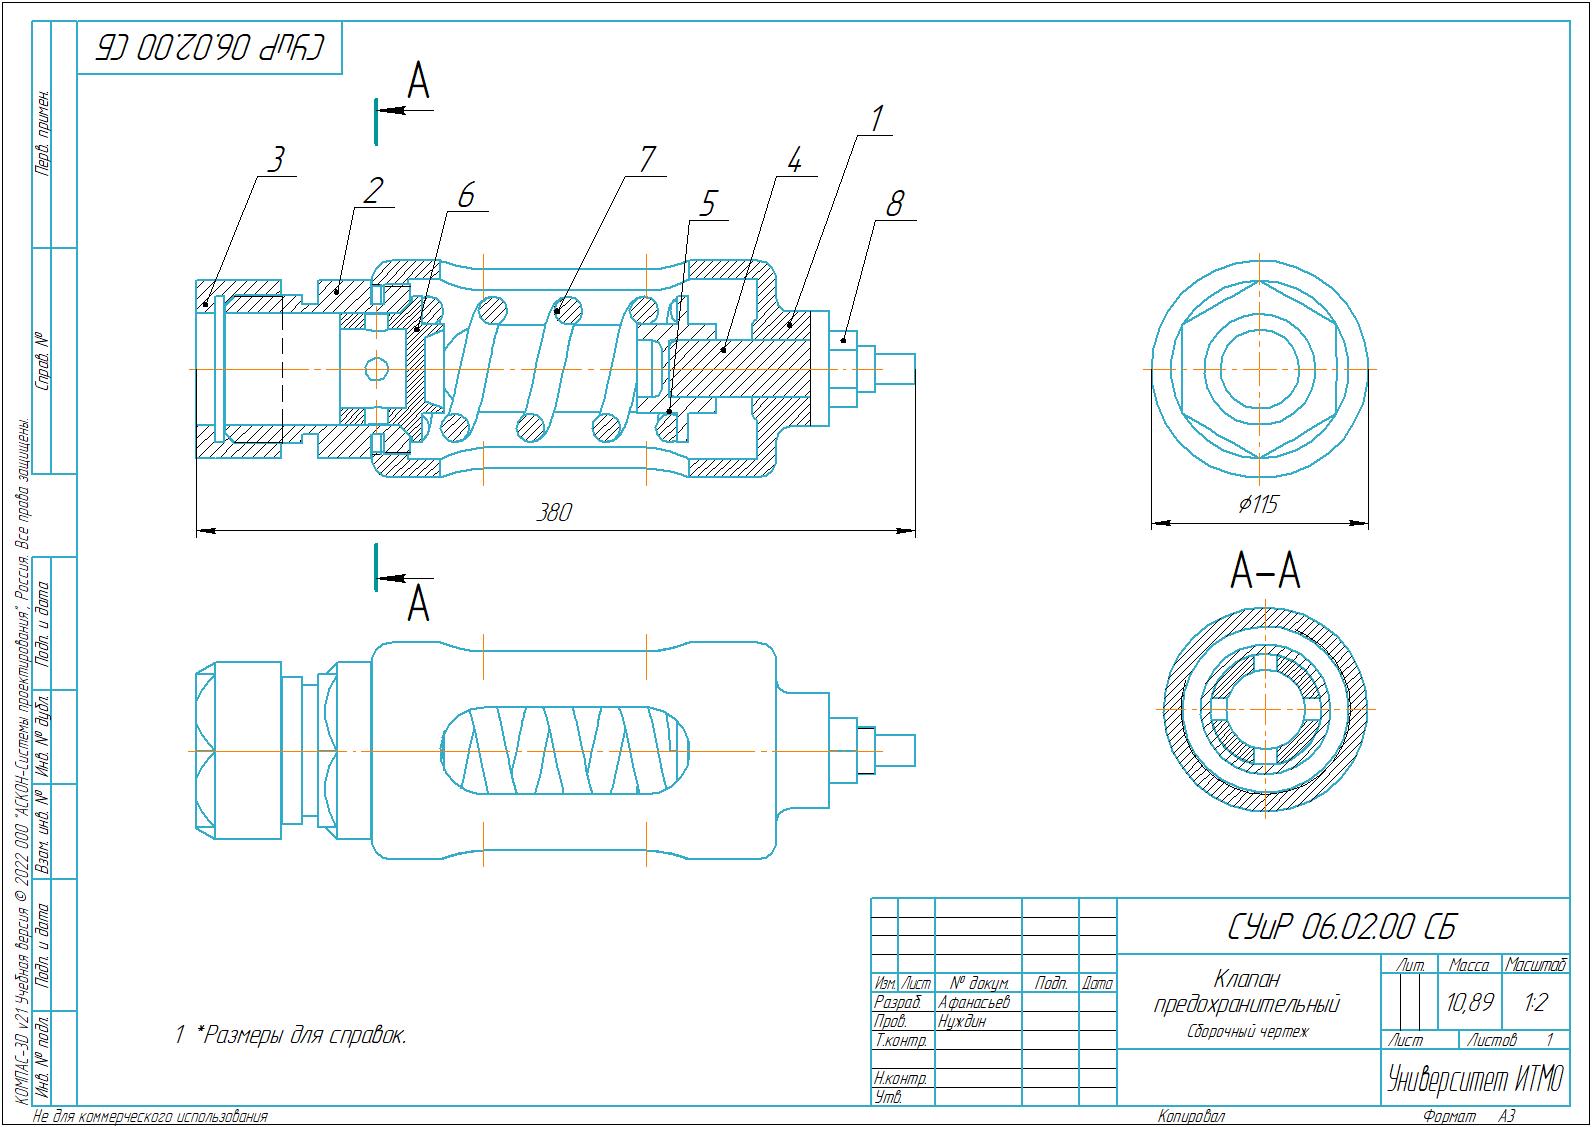 СУиР 06.02.00 СБ
Перв. примен.
Справ. №
Подп. и дата
Инв. № дубл.
Взам. инв. №
Подп. и дата
Инв. № подл.
КОМПАС-3D v21 Учебная версия © 2022 ООО "АСКОН-Системы проектирования", Россия. Все права защищены.
А
1
3
7
4
2
6
5
8
380
⌀115
А
А-А
1 *Размеры для справок.
СУиР 06.02.00 СБ
Изм. Лист № докум. Подп. Дата
Разраб. Афанасьев
Пров. Нуждин
Т.контр.
Н.контр.
Утв.
Клапан
предохранительный
Сборочный чертеж
Лит. Масса Масштаб
10,89 1:2
Лист Листов 1
Университет ИТМО
Не для коммерческого использования
Копировал
Формат А3